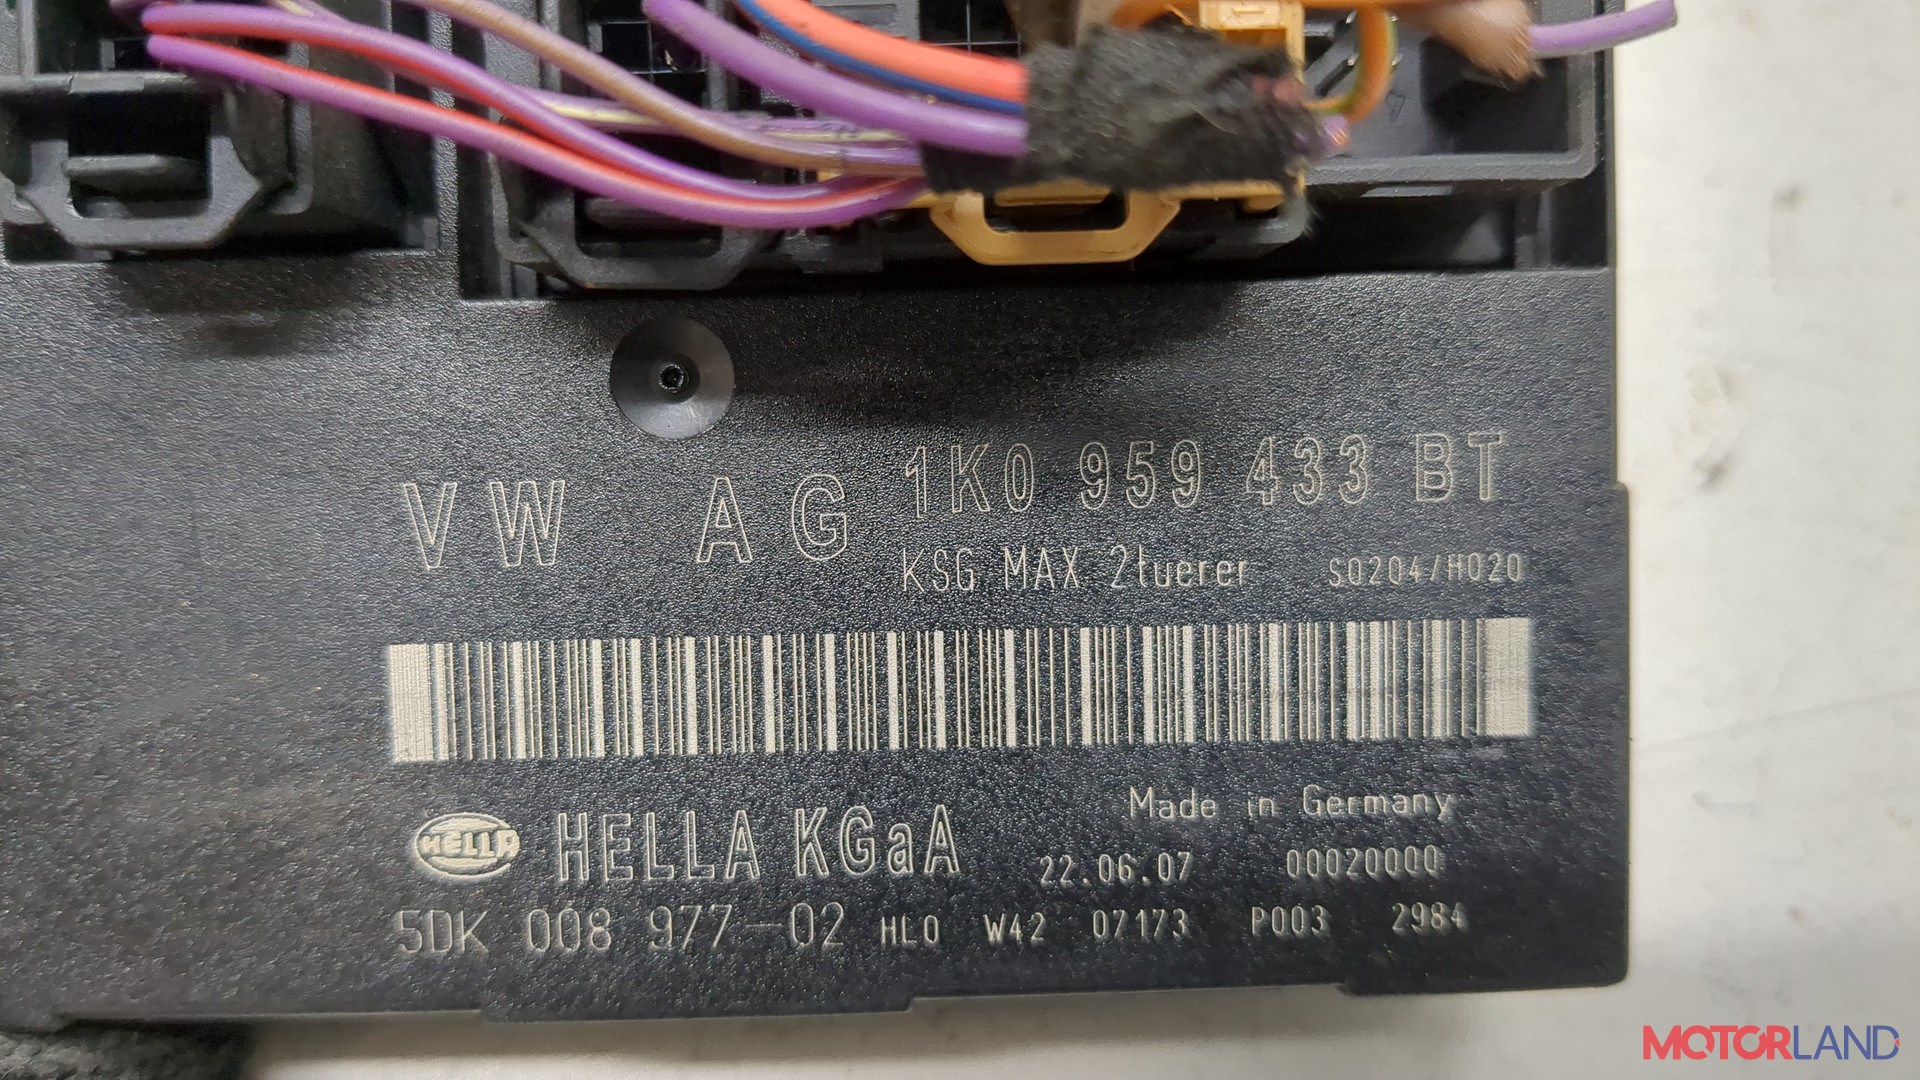 VW AG 1K0 959 433 BT
KSG MAX 2tuerer S0204/H020
Made in Germany
HELLA HELLA KGaA 22.06.07 00020000
5DK 008 977-02 HL0 W42 07173 P003 2984
MOTORLAND